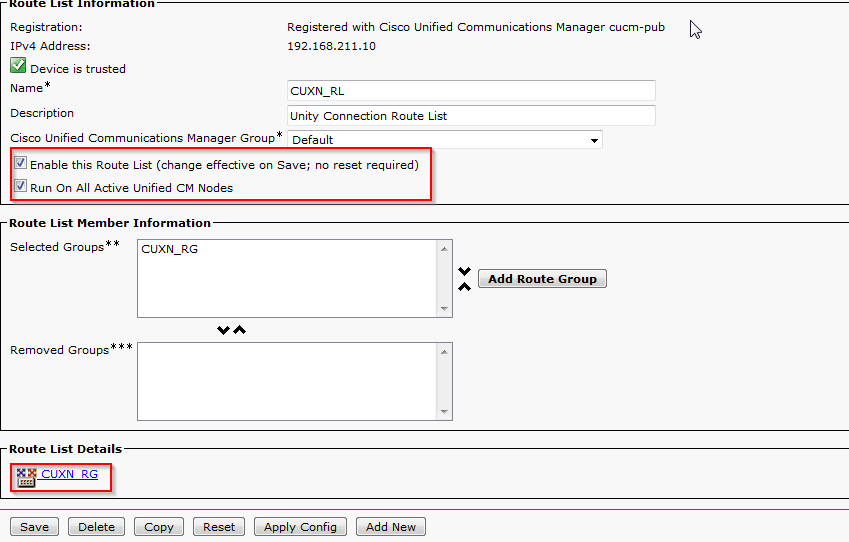 Route List Information
Registration: Registered with Cisco Unified Communications Manager cucm-pub
IPv4 Address: 192.168.211.10
Device is trusted
Name* CUXN_RL
Description Unity Connection Route List
Cisco Unified Communications Manager Group* Default
Enable this Route List (change effective on Save; no reset required)
Run On All Active Unified CM Nodes
Route List Member Information
Selected Groups** CUXN_RG Add Route Group
Removed Groups***
Route List Details
CUXN_RG
Save Delete Copy Reset Apply Config Add New